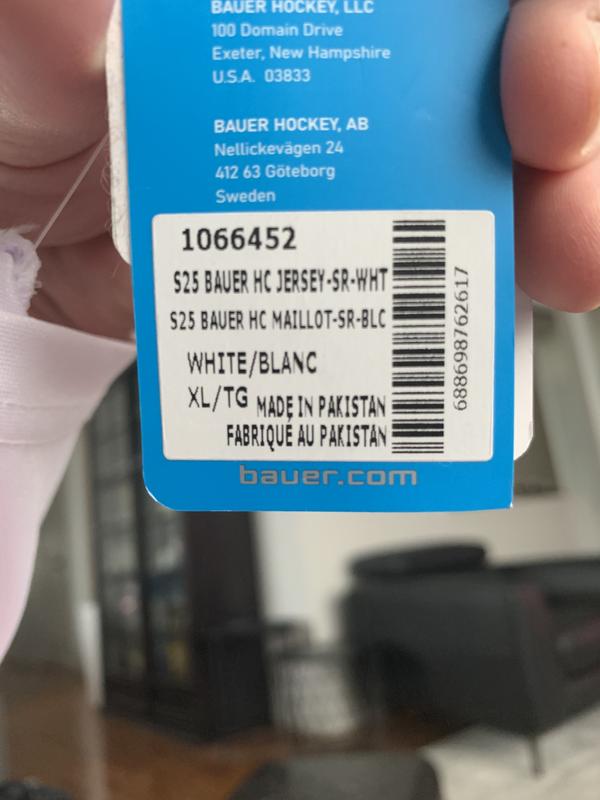 BAUER HOCKEY, LLC
100 Domain Drive
Exeter, New Hampshire
U.S.A. 03833
BAUER HOCKEY, AB
Nellickevägen 24
412 63 Göteborg
Sweden
1066452
S25 BAUER HC JERSEY-SR-WHT
S25 BAUER HC MAILLOT-SR-BLC
WHITE/BLANC
XL/TG MADE IN PAKISTAN
FABRIQUÉ AU PAKISTAN
688698762617
bauer.com